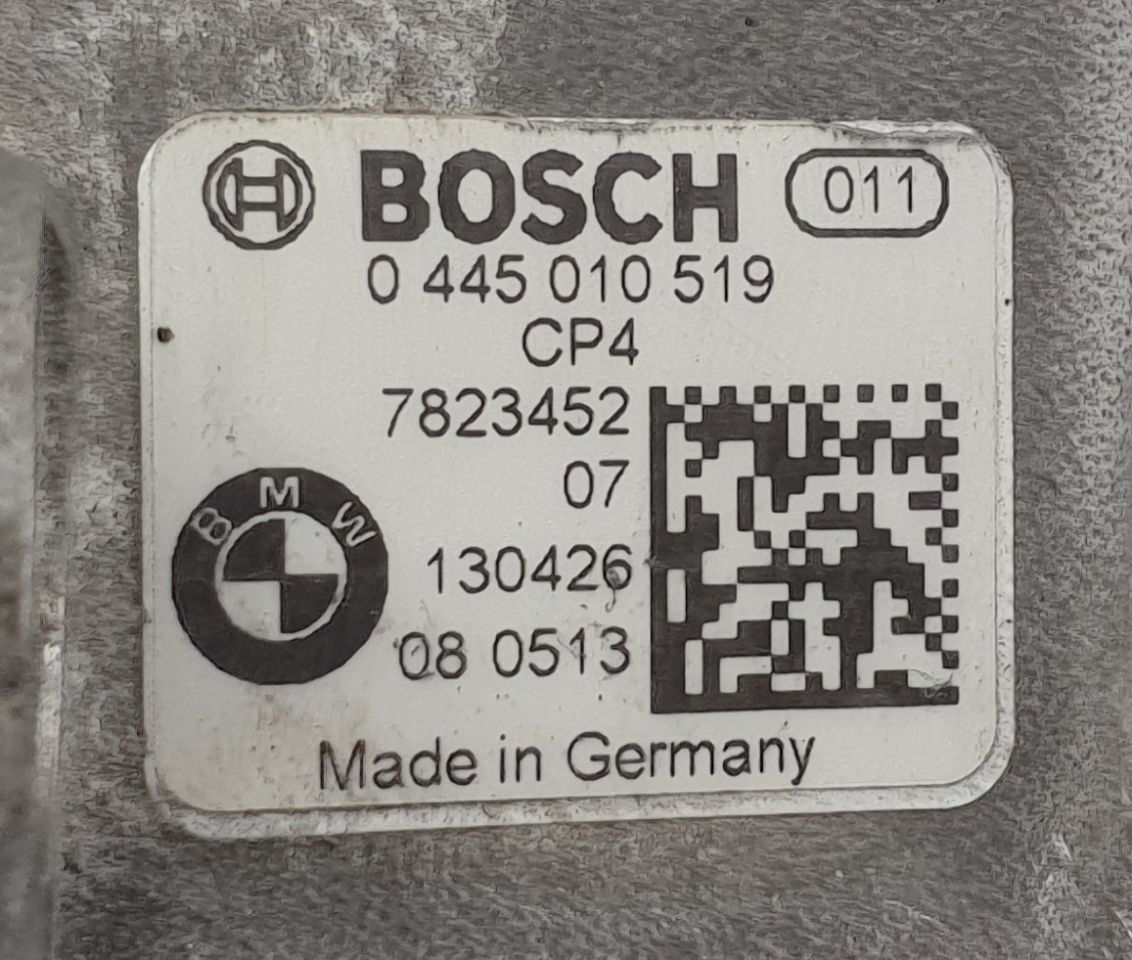 BOSCH 011
0 445 010 519
CP4
7823452
07
BMW
130426
08 0513
Made in Germany